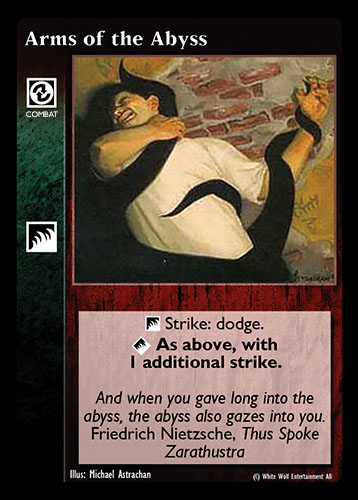 Arms of the Abyss
COMBAT
Strike: dodge.
As above, with
1 additional strike.
And when you gave long into the
abyss, the abyss also gazes into you.
Friedrich Nietzsche, Thus Spoke
Zarathustra
Illus: Michael Astrachan
(C) White Wolf Entertainment AB